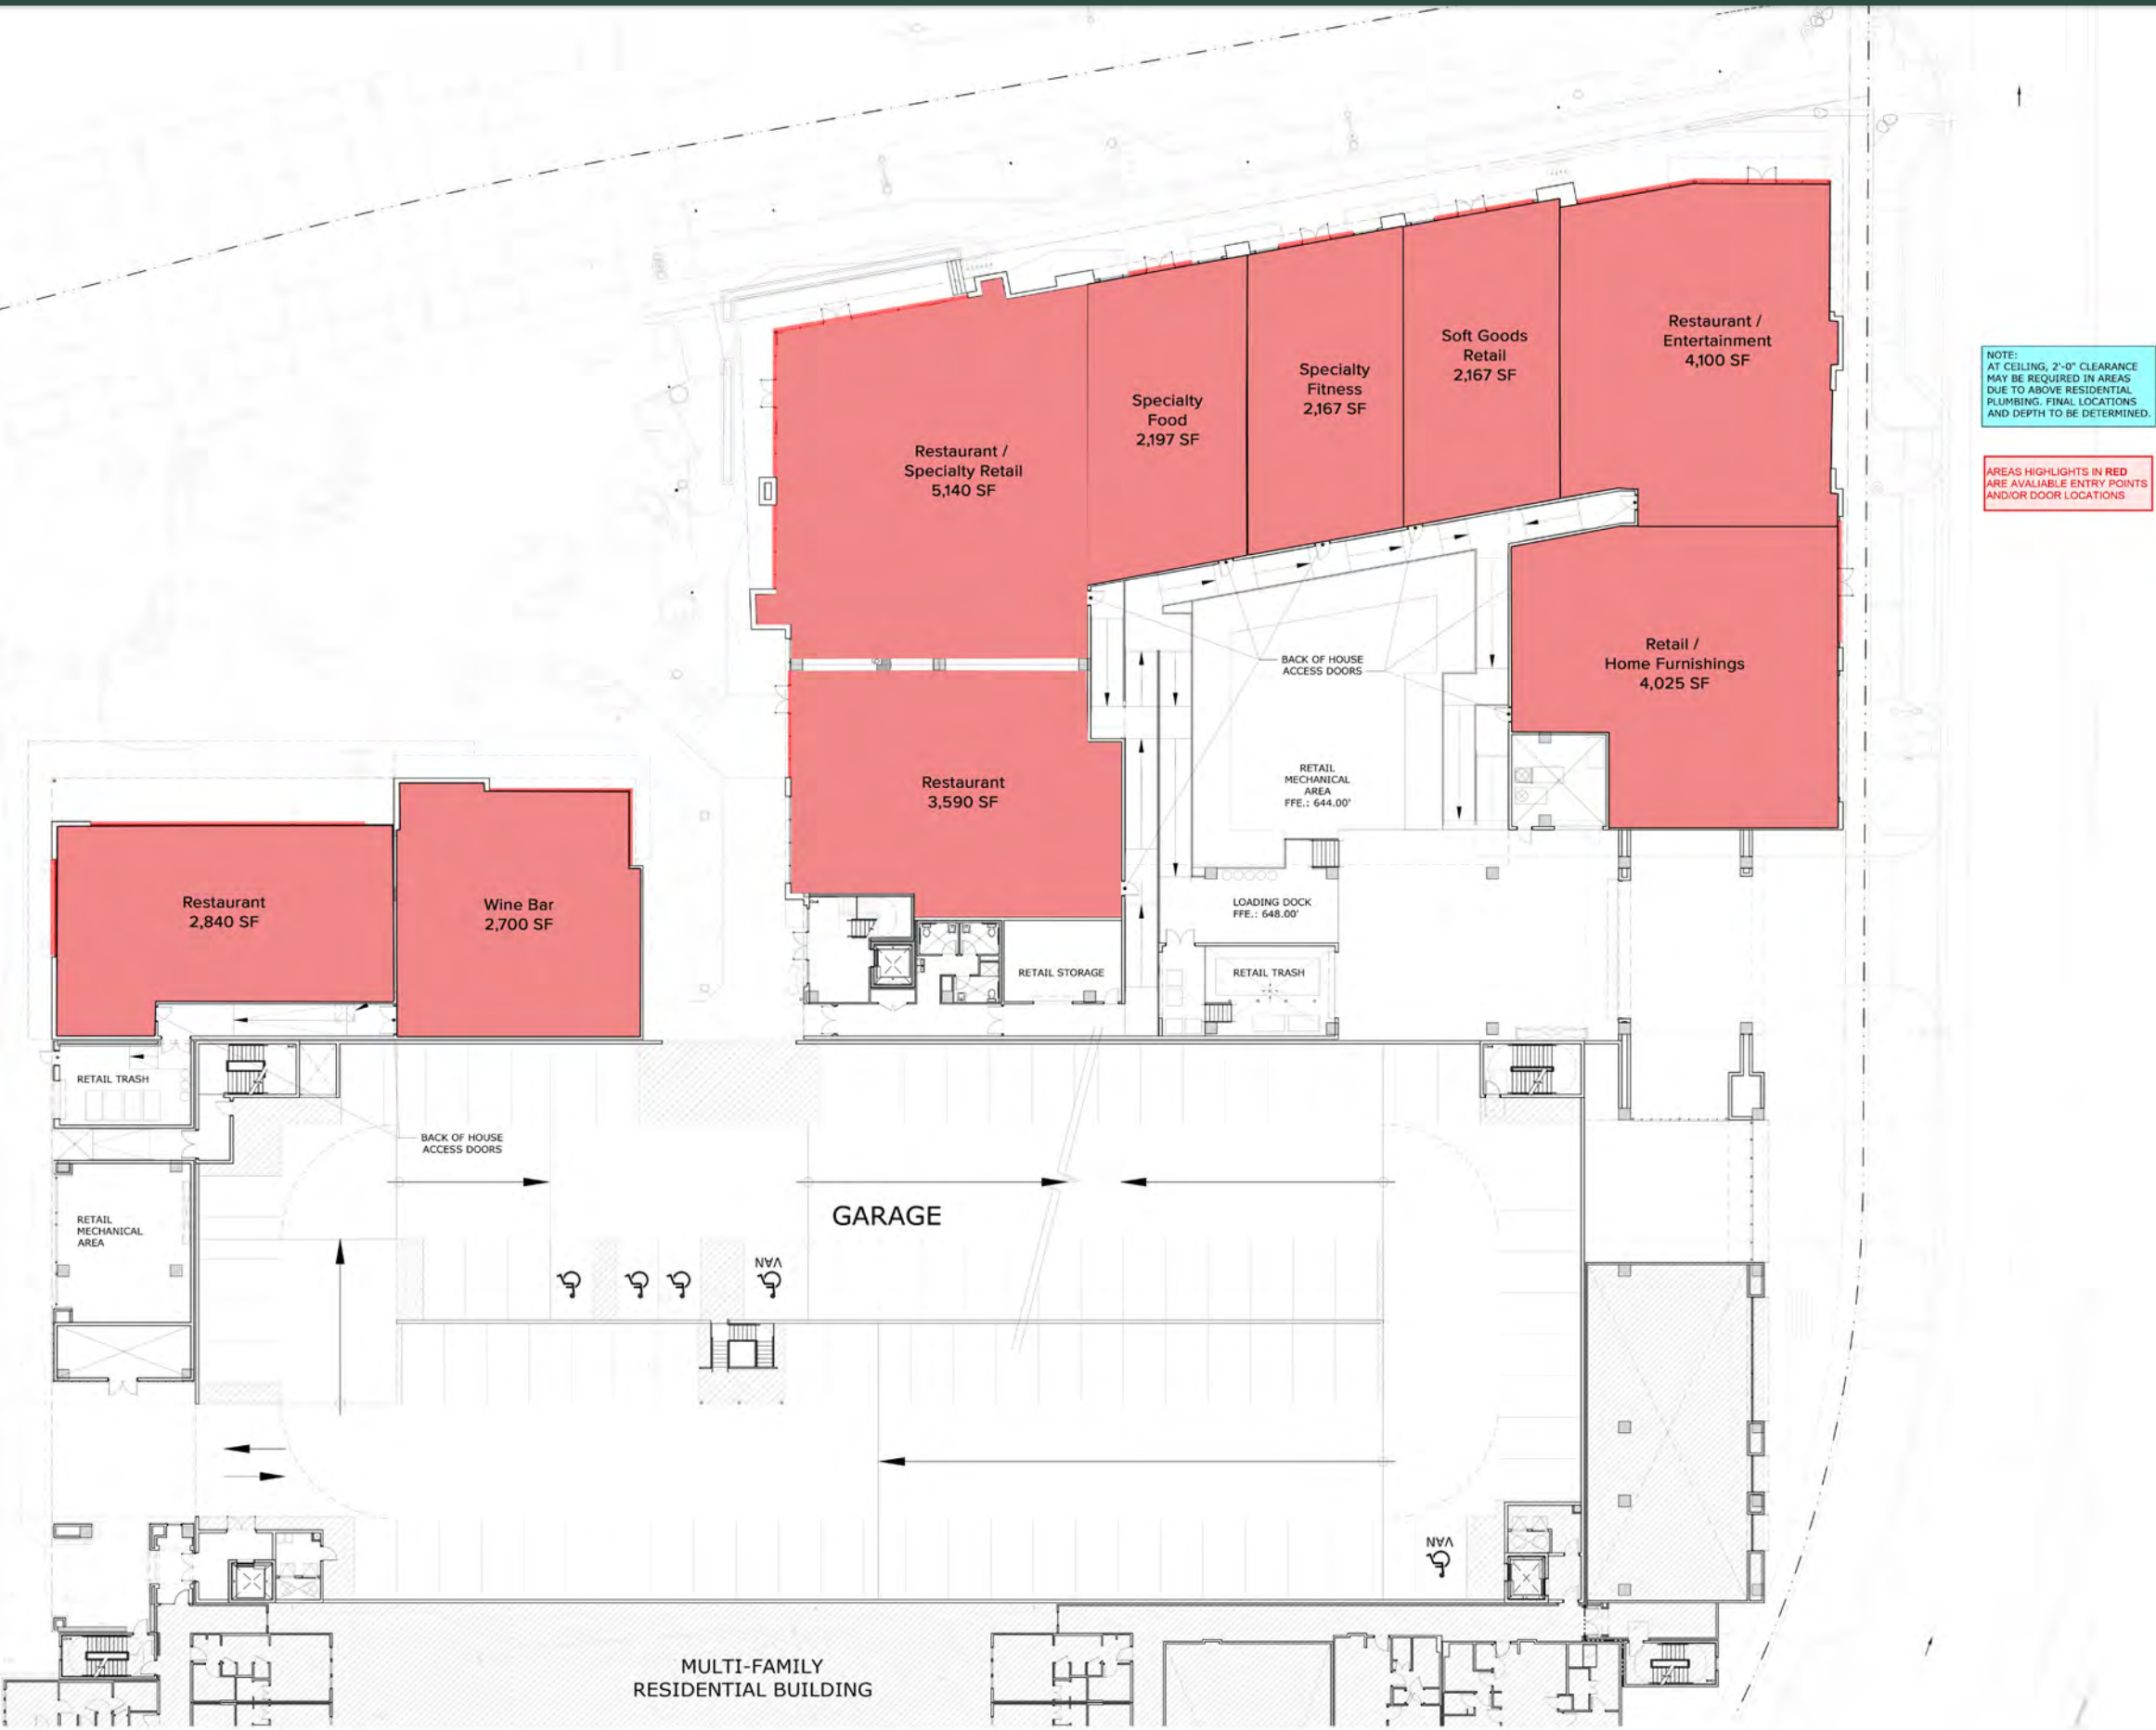 Restaurant /
Entertainment
4,100 SF
Soft Goods
Retail
2,167 SF
Specialty
Fitness
2,167 SF
Specialty
Food
2,197 SF
Restaurant /
Specialty Retail
5,140 SF
NOTE:
AT CEILING, 2'-0" CLEARANCE
MAY BE REQUIRED IN AREAS
DUE TO ABOVE RESIDENTIAL
PLUMBING. FINAL LOCATIONS
AND DEPTH TO BE DETERMINED.
AREAS HIGHLIGHTS IN RED
ARE AVALIABLE ENTRY POINTS
AND/OR DOOR LOCATIONS
Retail /
Home Furnishings
4,025 SF
BACK OF HOUSE
ACCESS DOORS
RETAIL
MECHANICAL
AREA
FFE.: 644.00'
Restaurant
3,590 SF
Restaurant
2,840 SF
Wine Bar
2,700 SF
LOADING DOCK
FFE.: 648.00'
RETAIL STORAGE
RETAIL TRASH
RETAIL TRASH
BACK OF HOUSE
ACCESS DOORS
GARAGE
RETAIL
MECHANICAL
AREA
VAN
VAN
MULTI-FAMILY
RESIDENTIAL BUILDING